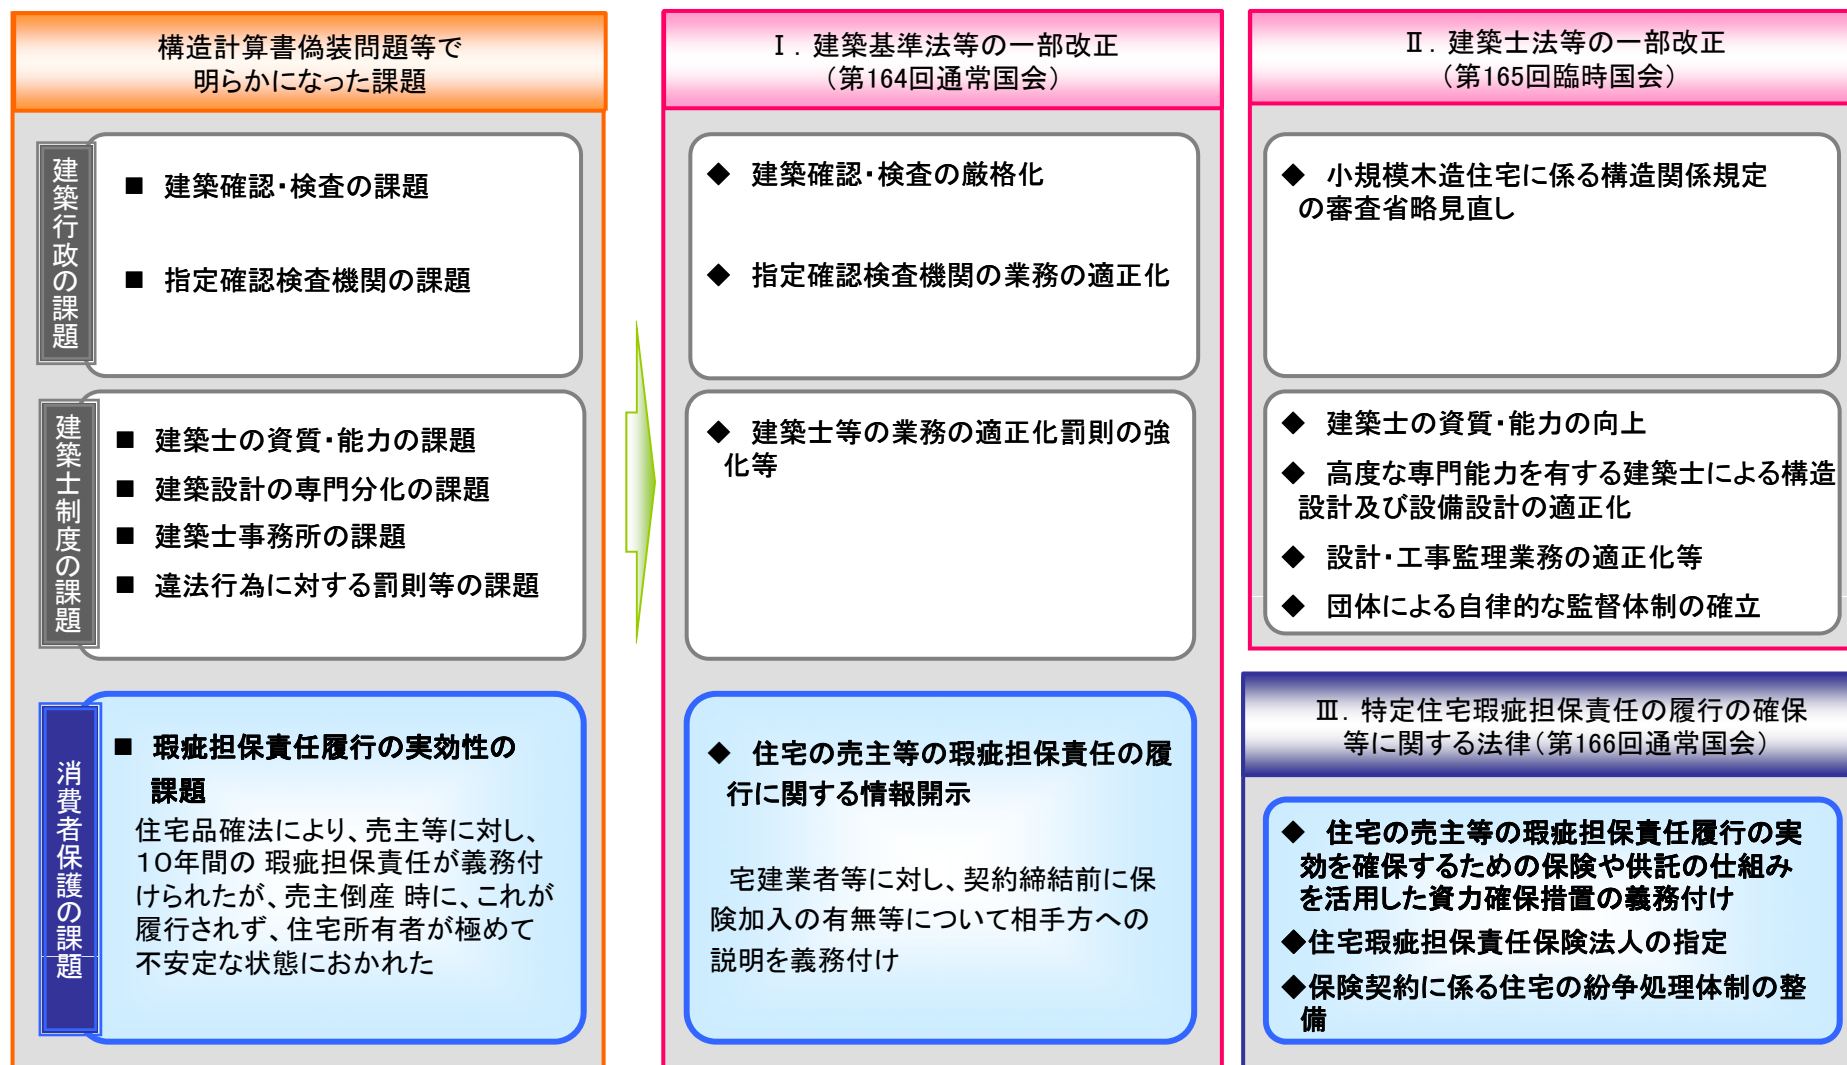 構造計算書偽装問題等で
明らかになった課題
建築行政の課題
■ 建築確認・検査の課題
■ 指定確認検査機関の課題
建築士制度の課題
■ 建築士の資質・能力の課題
■ 建築設計の専門分化の課題
■ 建築士事務所の課題
■ 違法行為に対する罰則等の課題
消費者保護の課題
■ 瑕疵担保責任履行の実効性の
課題
住宅品確法により、売主等に対し、
10年間の 瑕疵担保責任が義務付
けられたが、売主倒産 時に、これが
履行されず、住宅所有者が極めて
不安定な状態におかれた
Ⅰ．建築基準法等の一部改正
（第164回通常国会）
◆ 建築確認・検査の厳格化
◆ 指定確認検査機関の業務の適正化
◆ 建築士等の業務の適正化罰則の強
化等
◆ 住宅の売主等の瑕疵担保責任の履
行に関する情報開示
宅建業者等に対し、契約締結前に保
険加入の有無等について相手方への
説明を義務付け
Ⅱ．建築士法等の一部改正
（第165回臨時国会）
◆ 小規模木造住宅に係る構造関係規定
の審査省略見直し
◆ 建築士の資質・能力の向上
◆ 高度な専門能力を有する建築士による構造
設計及び設備設計の適正化
◆ 設計・工事監理業務の適正化等
◆ 団体による自律的な監督体制の確立
Ⅲ．特定住宅瑕疵担保責任の履行の確保
等に関する法律（第166回通常国会）
◆ 住宅の売主等の瑕疵担保責任履行の実
効を確保するための保険や供託の仕組み
を活用した資力確保措置の義務付け
◆住宅瑕疵担保責任保険法人の指定
◆保険契約に係る住宅の紛争処理体制の整
備